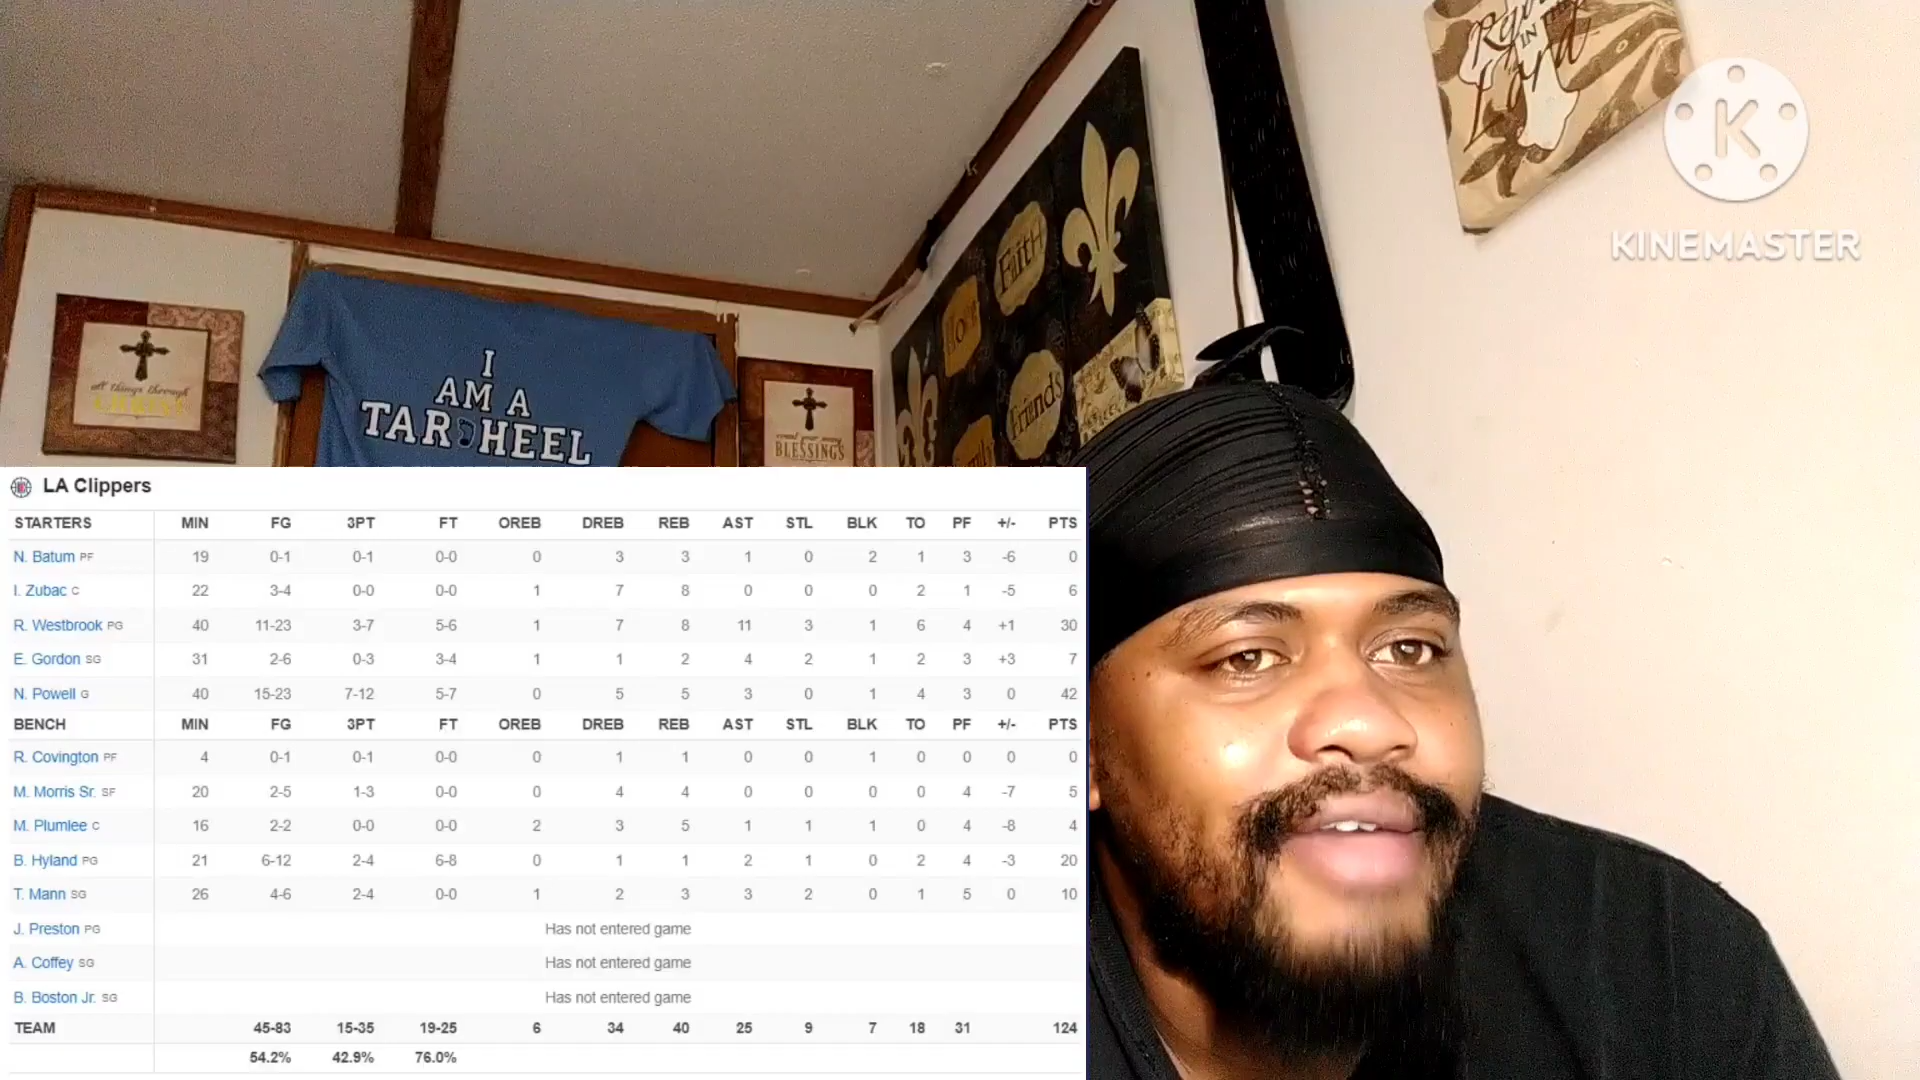 Rejoice
IN THE
Lord
KINEMASTER
Faith
Friends
Family
all things through
CHRIST
I
AM A
TAR HEEL
count your many
BLESSINGS
LA Clippers
STARTERS MIN FG 3PT FT OREB DREB REB AST STL BLK TO PF +/- PTS
N. Batum PF 19 0-1 0-1 0-0 0 3 3 1 0 2 1 3 -6 0
I. Zubac C 22 3-4 0-0 0-0 1 7 8 0 0 0 2 1 -5 6
R. Westbrook PG 40 11-23 3-7 5-6 1 7 8 11 3 1 6 4 +1 30
E. Gordon SG 31 2-6 0-3 3-4 1 1 2 4 2 1 2 3 +3 7
N. Powell G 40 15-23 7-12 5-7 0 5 5 3 0 1 4 3 0 42
BENCH MIN FG 3PT FT OREB DREB REB AST STL BLK TO PF +/- PTS
R. Covington PF 4 0-1 0-1 0-0 0 1 1 0 0 1 0 0 0 0
M. Morris Sr. SF 20 2-5 1-3 0-0 0 4 4 0 0 0 0 4 -7 5
M. Plumlee C 16 2-2 0-0 0-0 2 3 5 1 1 1 0 4 -8 4
B. Hyland PG 21 6-12 2-4 6-8 0 1 1 2 1 0 2 4 -3 20
T. Mann SG 26 4-6 2-4 0-0 1 2 3 3 2 0 1 5 0 10
J. Preston PG Has not entered game
A. Coffey SG Has not entered game
B. Boston Jr. SG Has not entered game
TEAM 45-83 15-35 19-25 6 34 40 25 9 7 18 31 124
54.2% 42.9% 76.0%